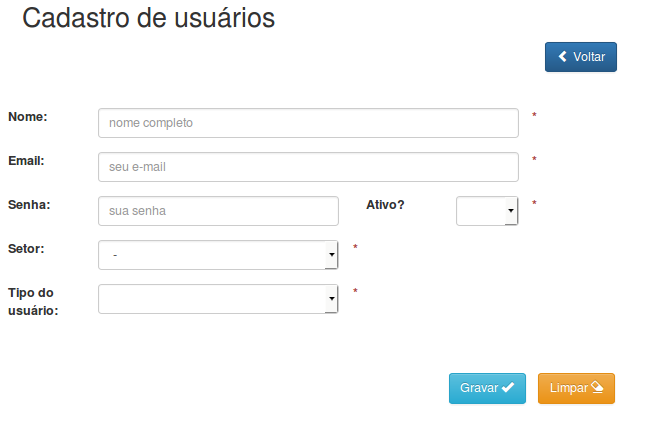 Cadastro de usuários
Voltar
Nome: nome completo *
Email: seu e-mail *
Senha: sua senha Ativo? *
Setor: - *
Tipo do *
usuário:
Gravar Limpar